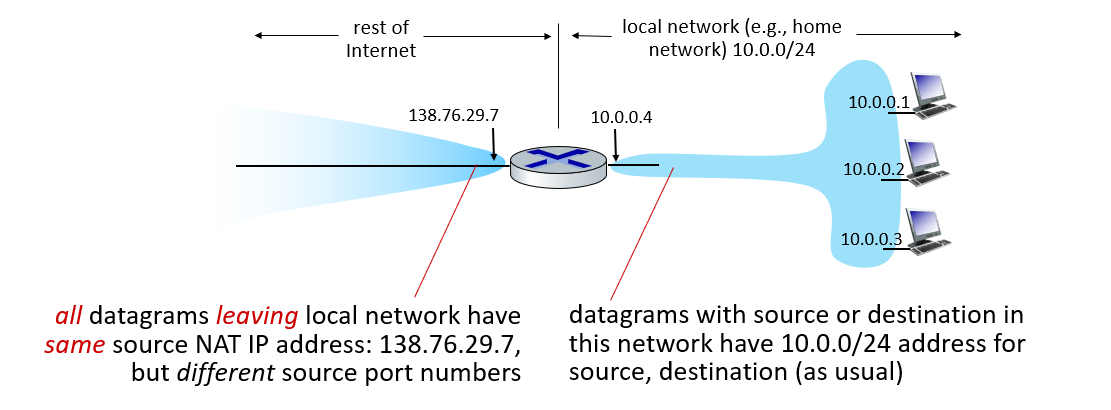 rest of
Internet
local network (e.g., home
network) 10.0.0/24
138.76.29.7
10.0.0.4
10.0.0.1
10.0.0.2
10.0.0.3
all datagrams leaving local network have
same source NAT IP address: 138.76.29.7,
but different source port numbers
datagrams with source or destination in
this network have 10.0.0/24 address for
source, destination (as usual)